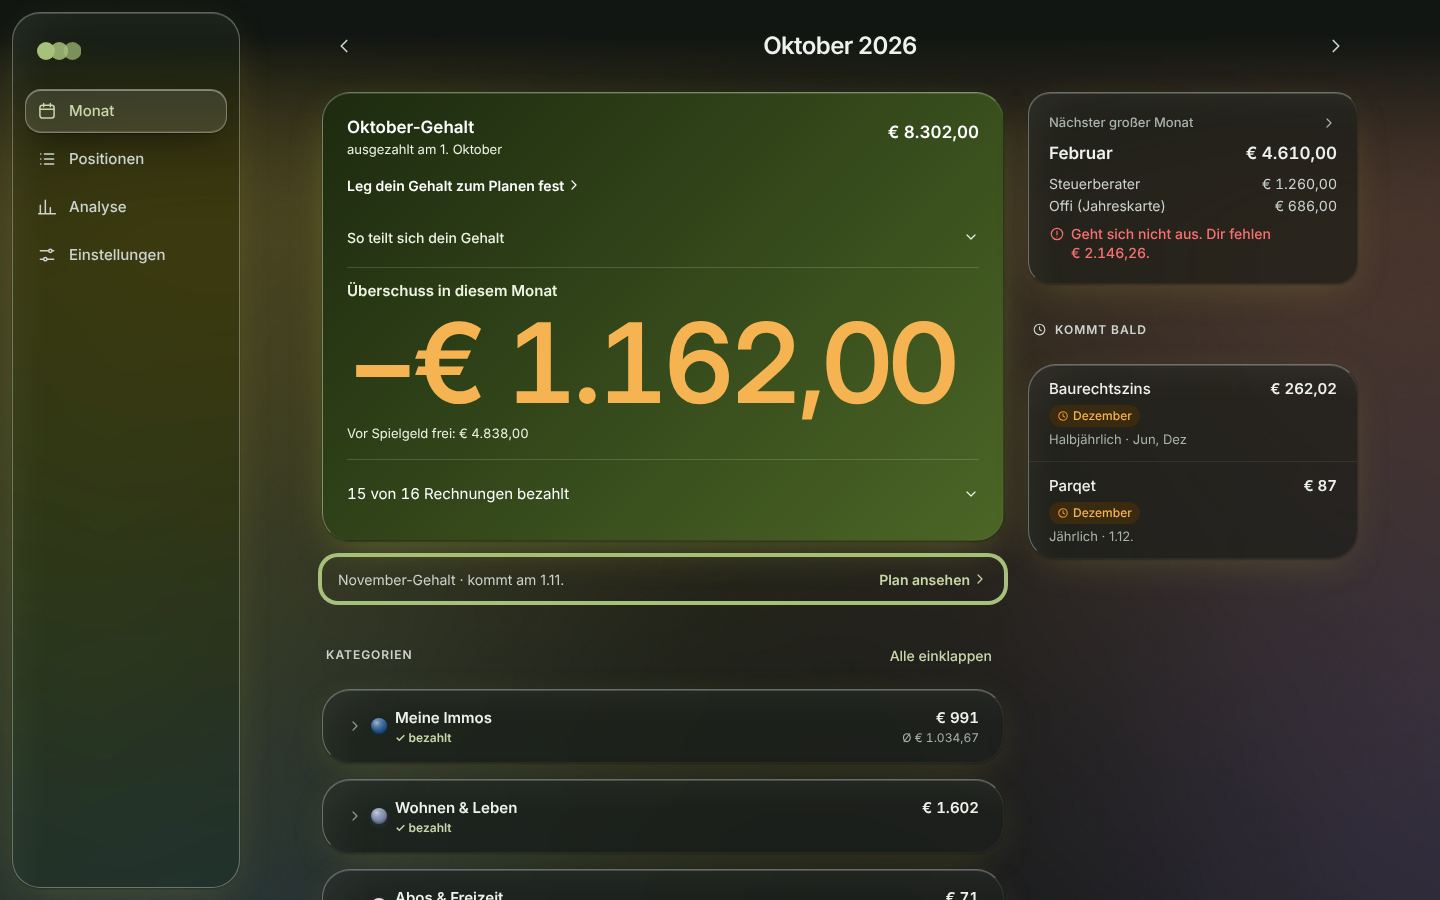 Monat
Positionen
Analyse
Einstellungen
Oktober 2026
Oktober-Gehalt
€ 8.302,00
ausgezahlt am 1. Oktober
Leg dein Gehalt zum Planen fest
So teilt sich dein Gehalt
Überschuss in diesem Monat
–€ 1.162,00
Vor Spielgeld frei: € 4.838,00
15 von 16 Rechnungen bezahlt
November-Gehalt · kommt am 1.11.
Plan ansehen
KATEGORIEN
Alle einklappen
Meine Immos
€ 991
✓ bezahlt
Ø € 1.034,67
Wohnen & Leben
€ 1.602
✓ bezahlt
Abos & Freizeit
€ 71
Nächster großer Monat
Februar
€ 4.610,00
Steuerberater
€ 1.260,00
Offi (Jahreskarte)
€ 686,00
Geht sich nicht aus. Dir fehlen
€ 2.146,26.
KOMMT BALD
Baurechtszins
€ 262,02
Dezember
Halbjährlich · Jun, Dez
Parqet
€ 87
Dezember
Jährlich · 1.12.